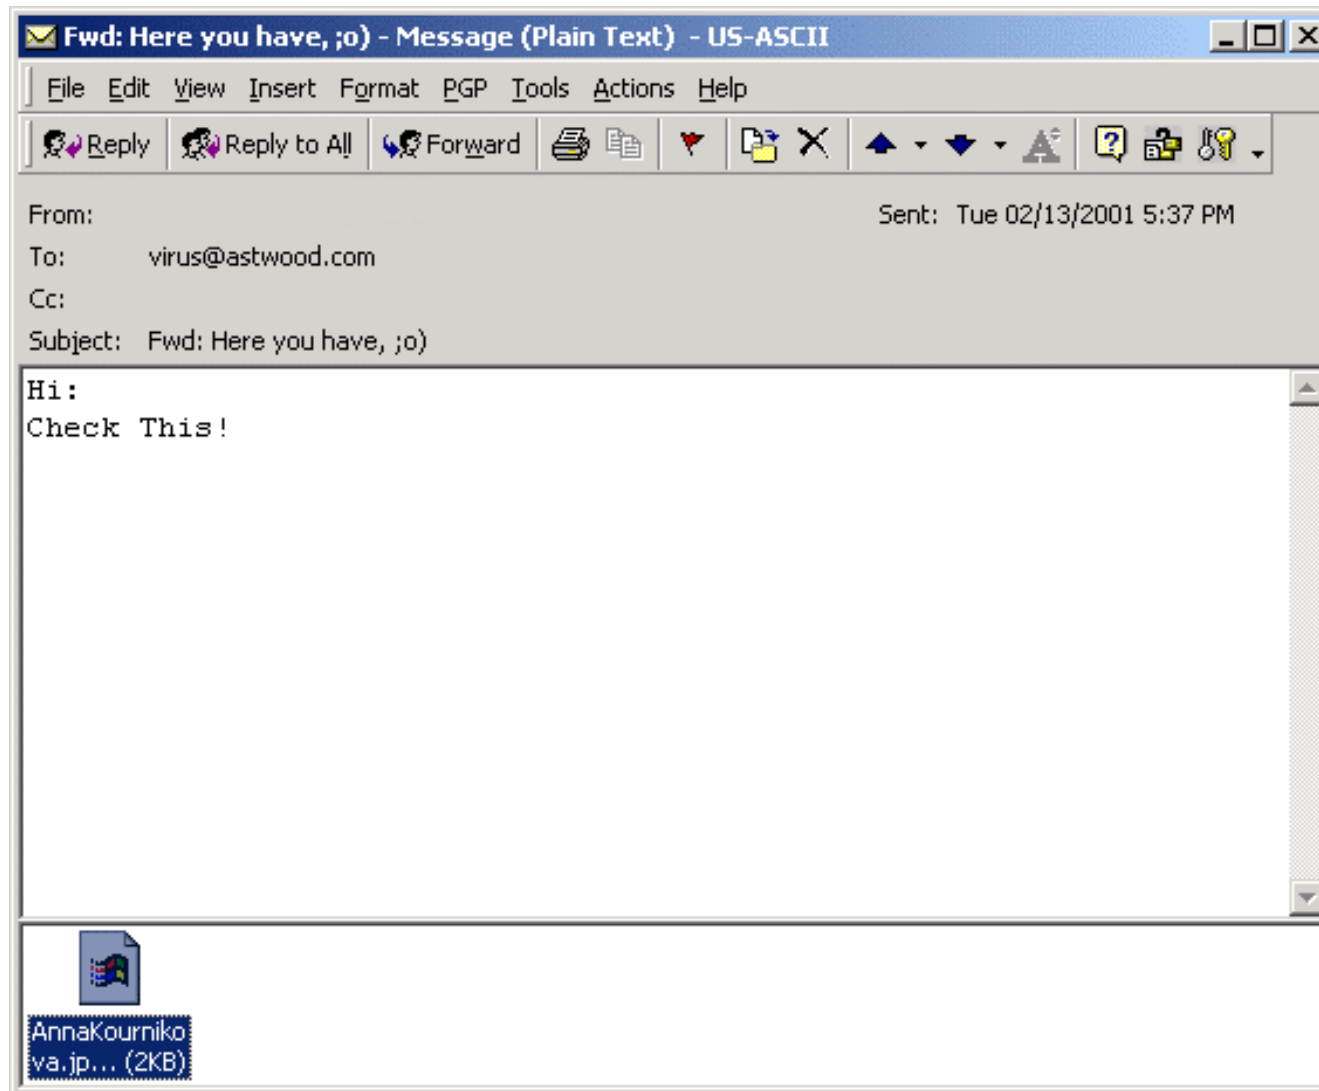 Fwd: Here you have, ;o) - Message (Plain Text) - US-ASCII
File Edit View Insert Format PGP Tools Actions Help
Reply Reply to All Forward
From: Sent: Tue 02/13/2001 5:37 PM
To: virus@astwood.com
Cc:
Subject: Fwd: Here you have, ;o)
Hi:
Check This!
AnnaKourniko
va.jp... (2KB)